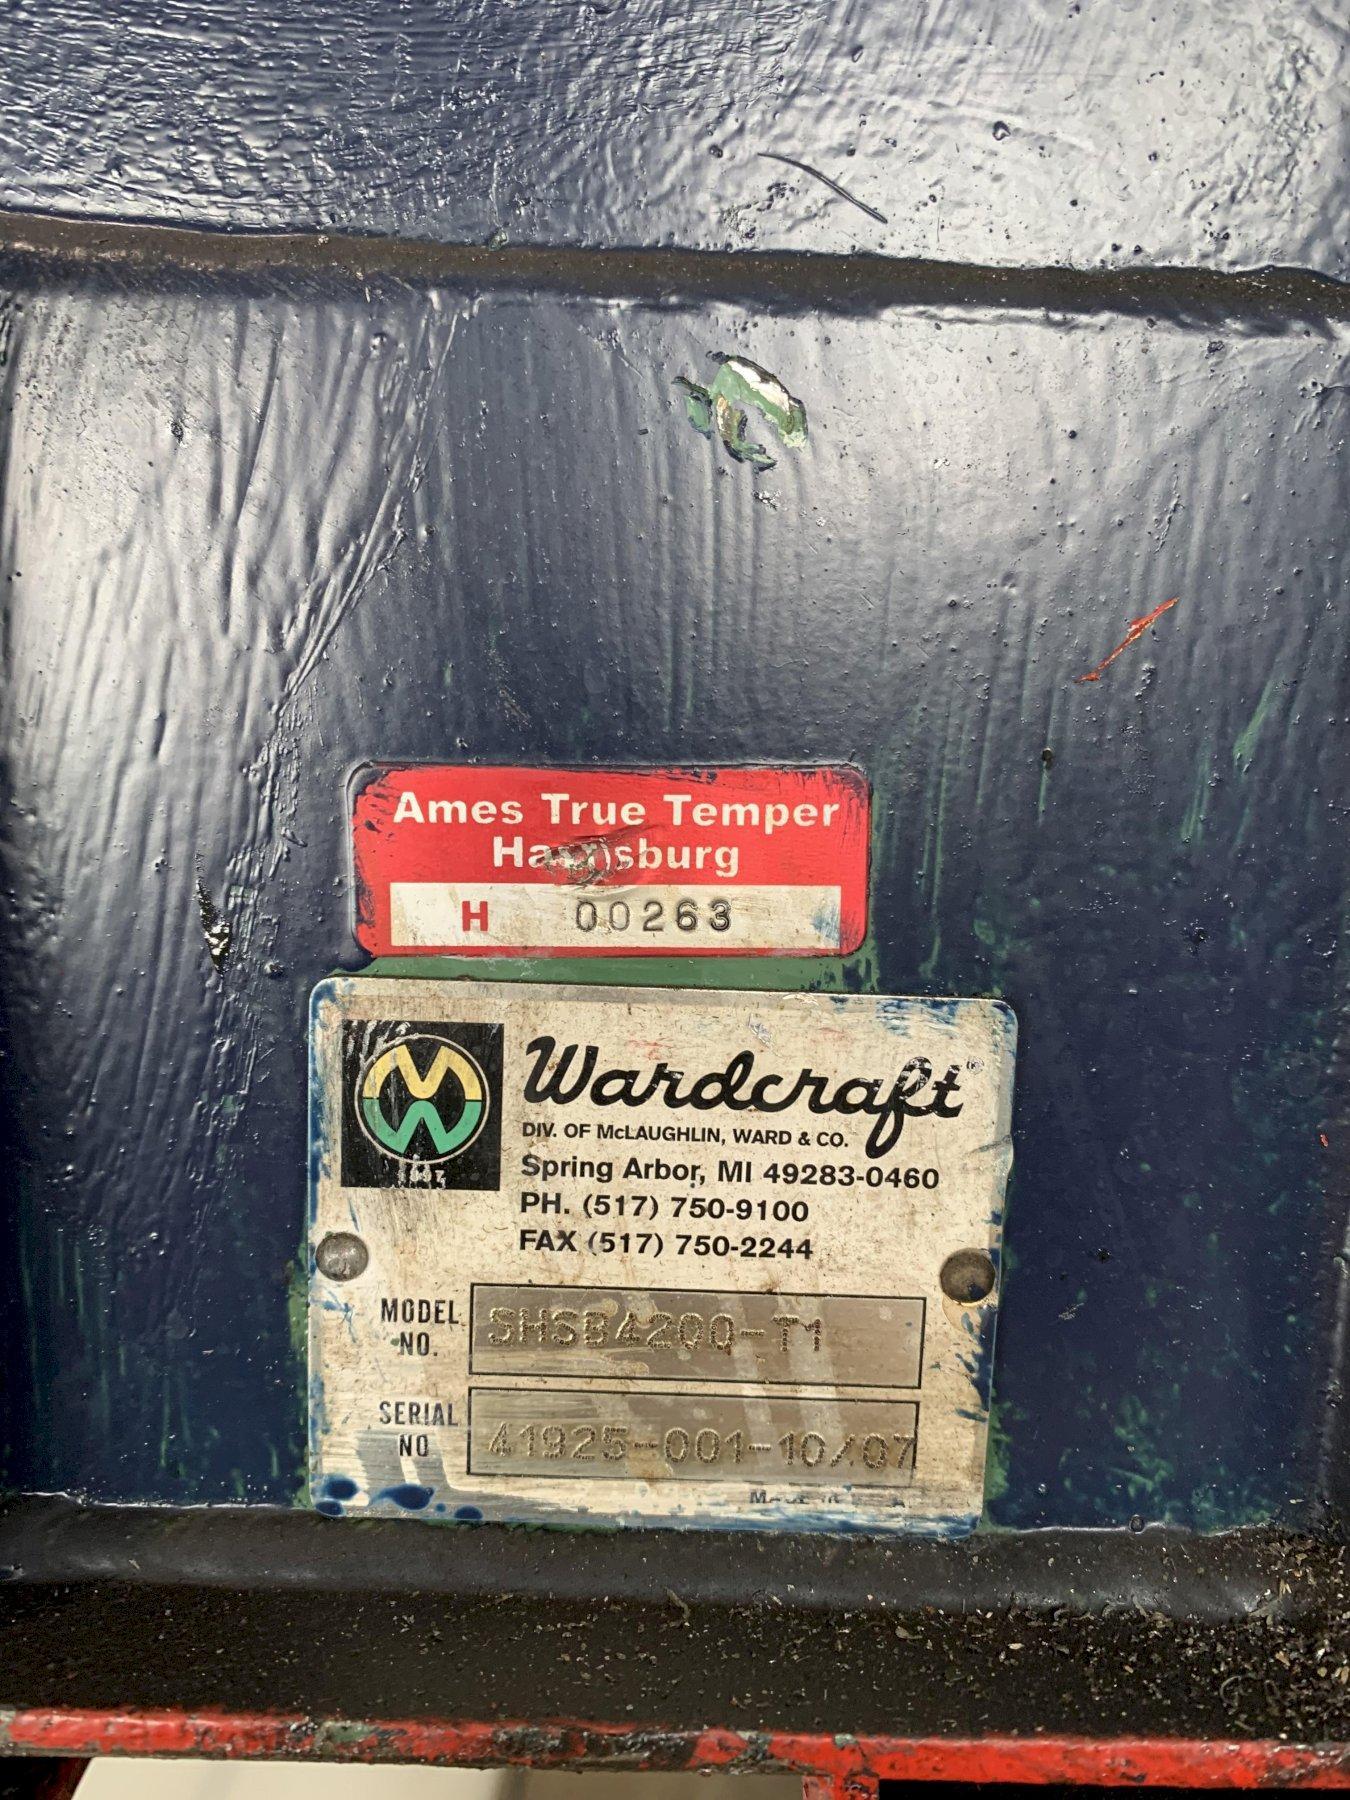 Ames True Temper
Harrisburg
H 00263
Wardcraft®
DIV. OF McLAUGHLIN, WARD & CO.
Spring Arbor, MI 49283-0460
PH. (517) 750-9100
FAX (517) 750-2244
MODEL NO. SHSB4200-T1
SERIAL NO 41925-001-10/07